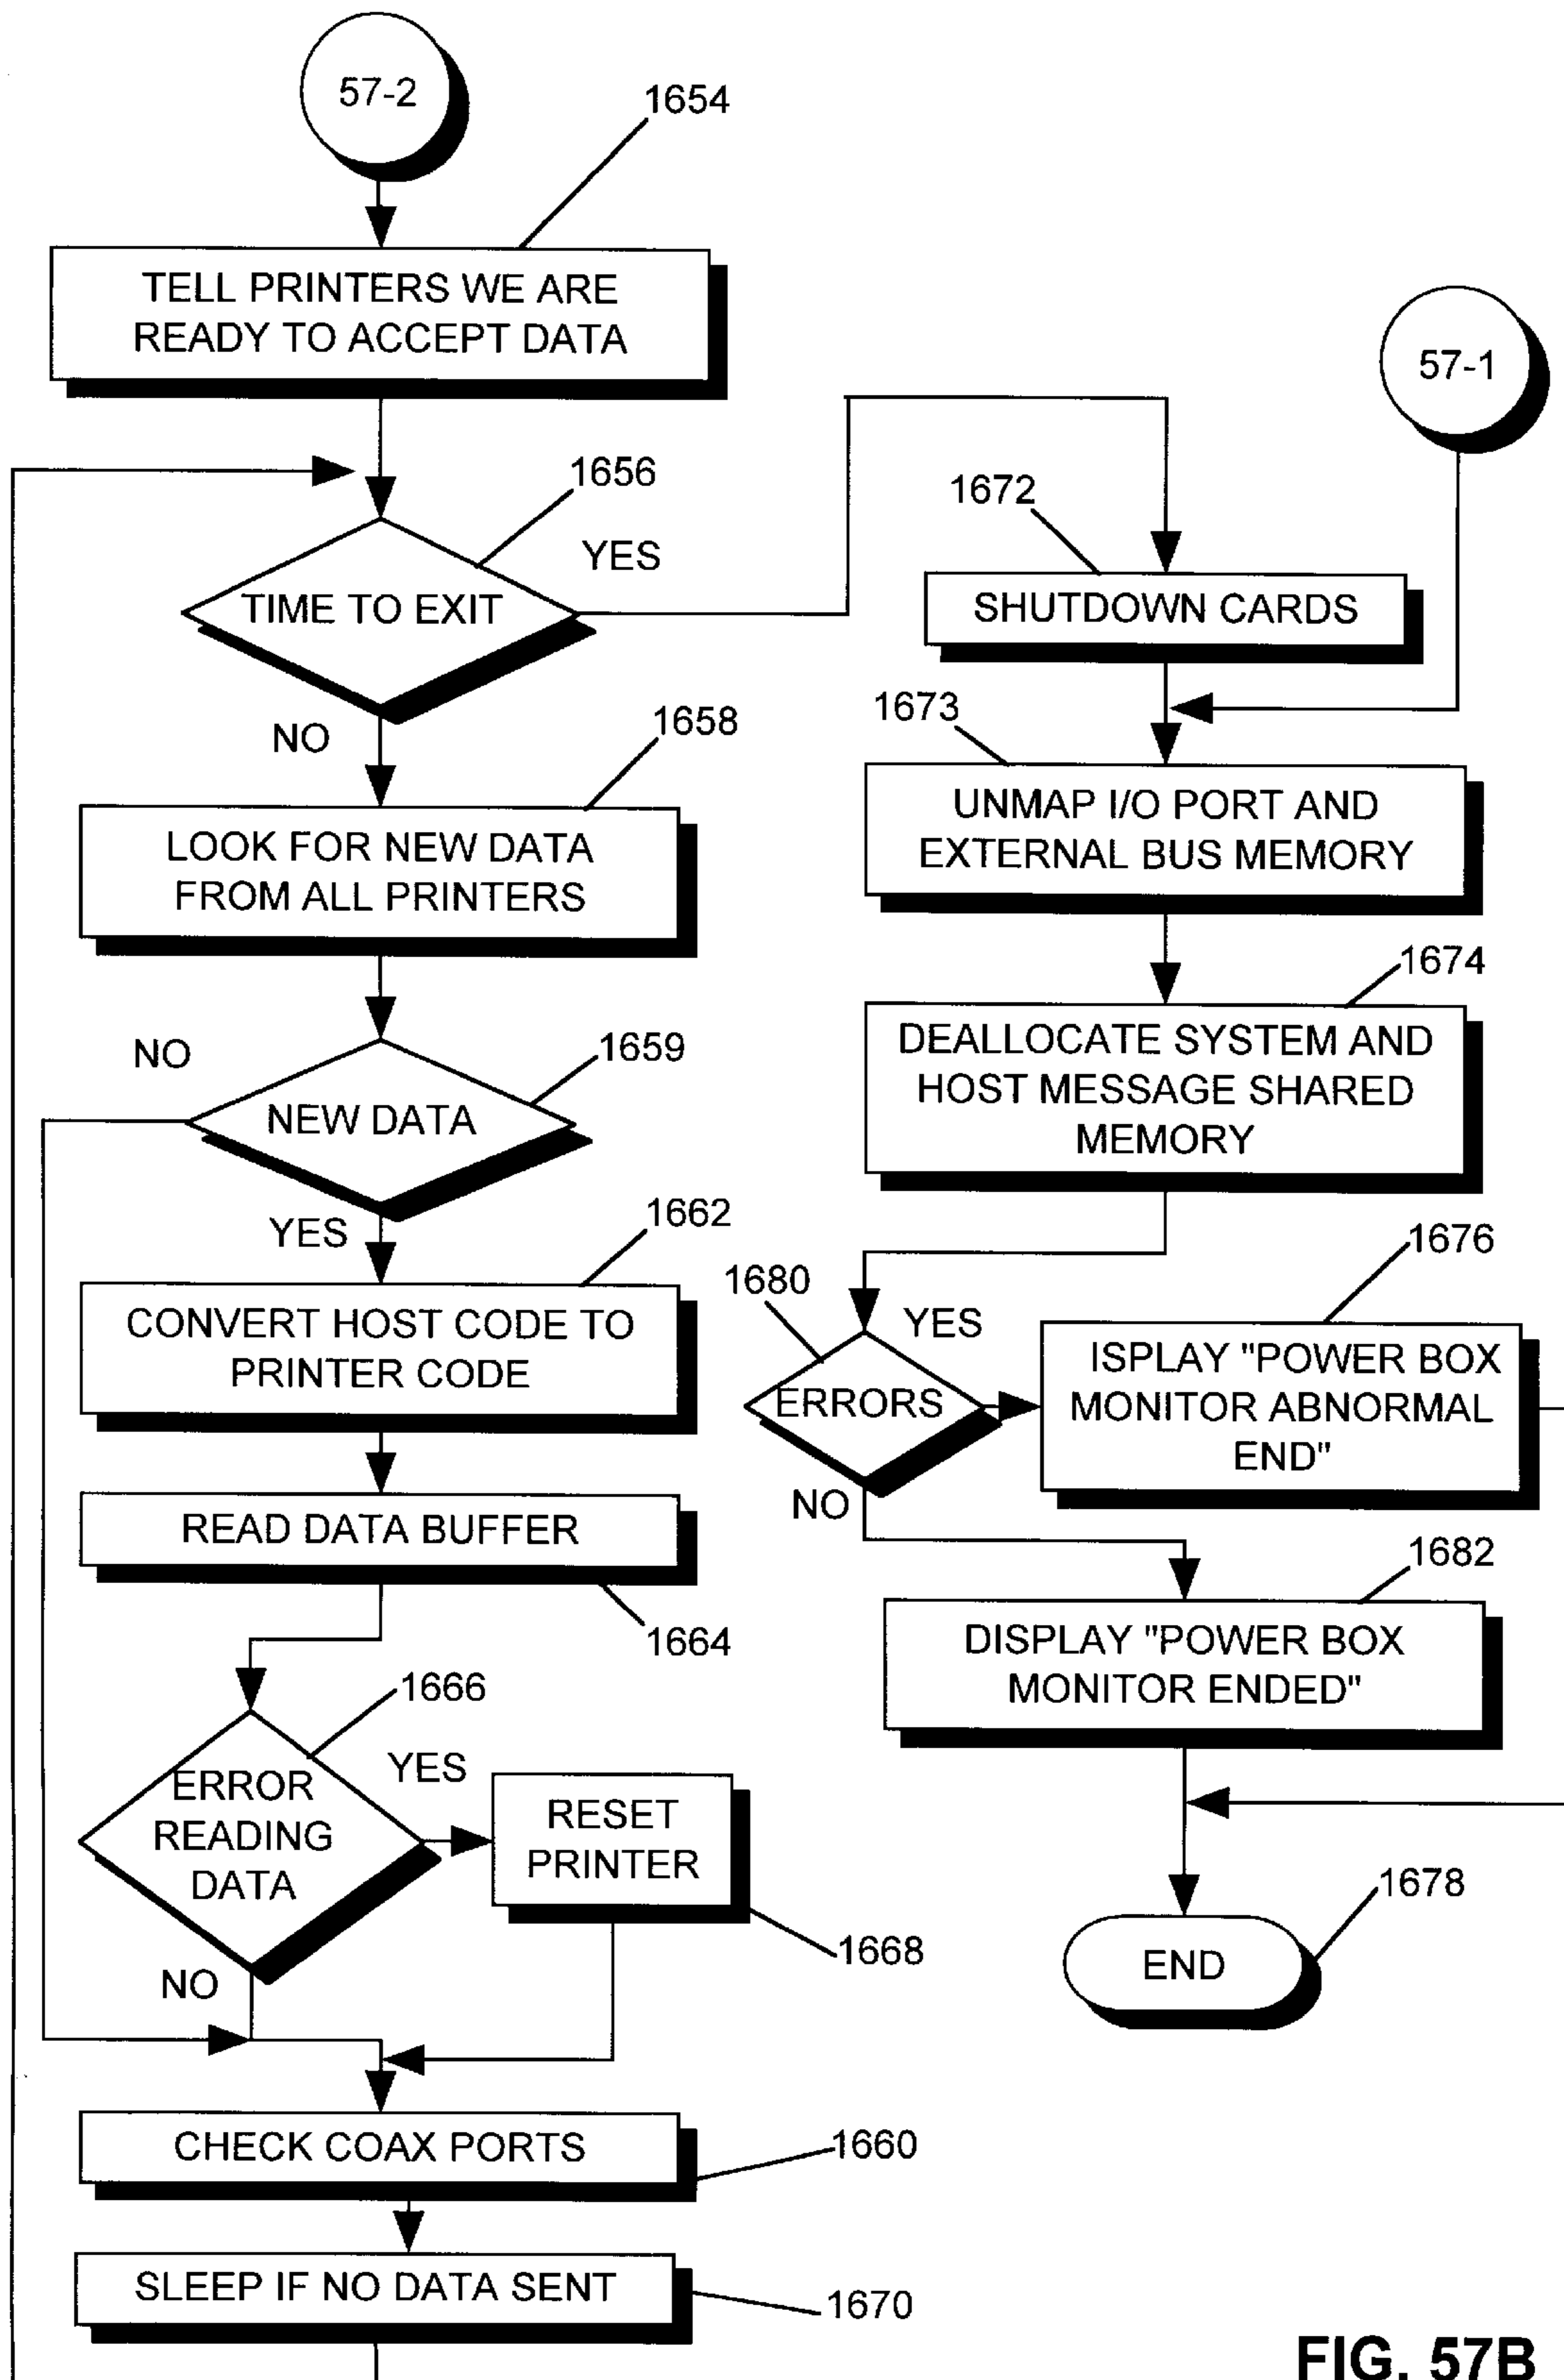 57-2
1654
TELL PRINTERS WE ARE
READY TO ACCEPT DATA
57-1
1656
YES
TIME TO EXIT
NO
1672
SHUTDOWN CARDS
1658
LOOK FOR NEW DATA
FROM ALL PRINTERS
1673
UNMAP I/O PORT AND
EXTERNAL BUS MEMORY
NO
1659
NEW DATA
YES
1674
DEALLOCATE SYSTEM AND
HOST MESSAGE SHARED
MEMORY
1662
CONVERT HOST CODE TO
PRINTER CODE
1680
YES
ERRORS
NO
1676
ISPLAY "POWER BOX
MONITOR ABNORMAL
END"
READ DATA BUFFER
1664
1682
DISPLAY "POWER BOX
MONITOR ENDED"
1666
YES
ERROR
READING
DATA
NO
RESET
PRINTER
1668
1678
END
CHECK COAX PORTS
1660
SLEEP IF NO DATA SENT
1670
FIG. 57B